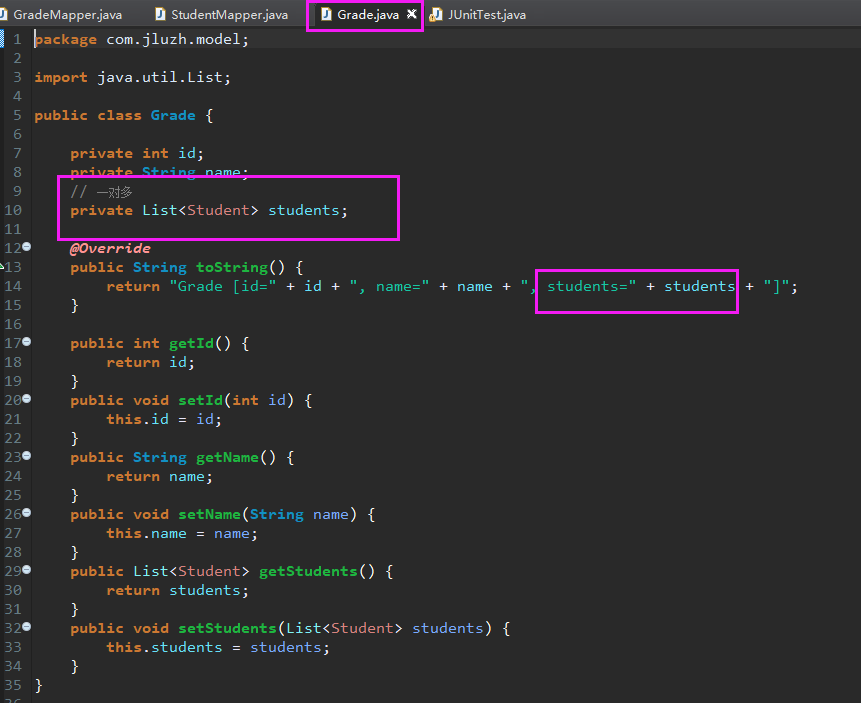 GradeMapper.java StudentMapper.java Grade.java JUnitTest.java
1 package com.jluzh.model;
2
3 import java.util.List;
4
5 public class Grade {
6
7 private int id;
8 private String name;
9 // 一对多
10 private List<Student> students;
11
12 @Override
13 public String toString() {
14 return "Grade [id=" + id + ", name=" + name + ", students=" + students + "]";
15 }
16
17 public int getId() {
18 return id;
19 }
20 public void setId(int id) {
21 this.id = id;
22 }
23 public String getName() {
24 return name;
25 }
26 public void setName(String name) {
27 this.name = name;
28 }
29 public List<Student> getStudents() {
30 return students;
31 }
32 public void setStudents(List<Student> students) {
33 this.students = students;
34 }
35 }
36